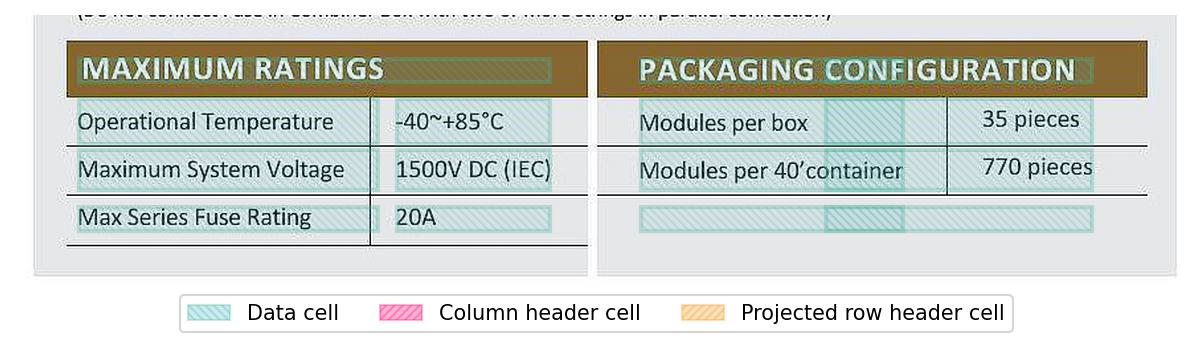 MAXIMUM RATINGS
Operational Temperature -40~+85°C
Maximum System Voltage 1500V DC (IEC)
Max Series Fuse Rating 20A
PACKAGING CONFIGURATION
Modules per box 35 pieces
Modules per 40'container 770 pieces
Data cell Column header cell Projected row header cell